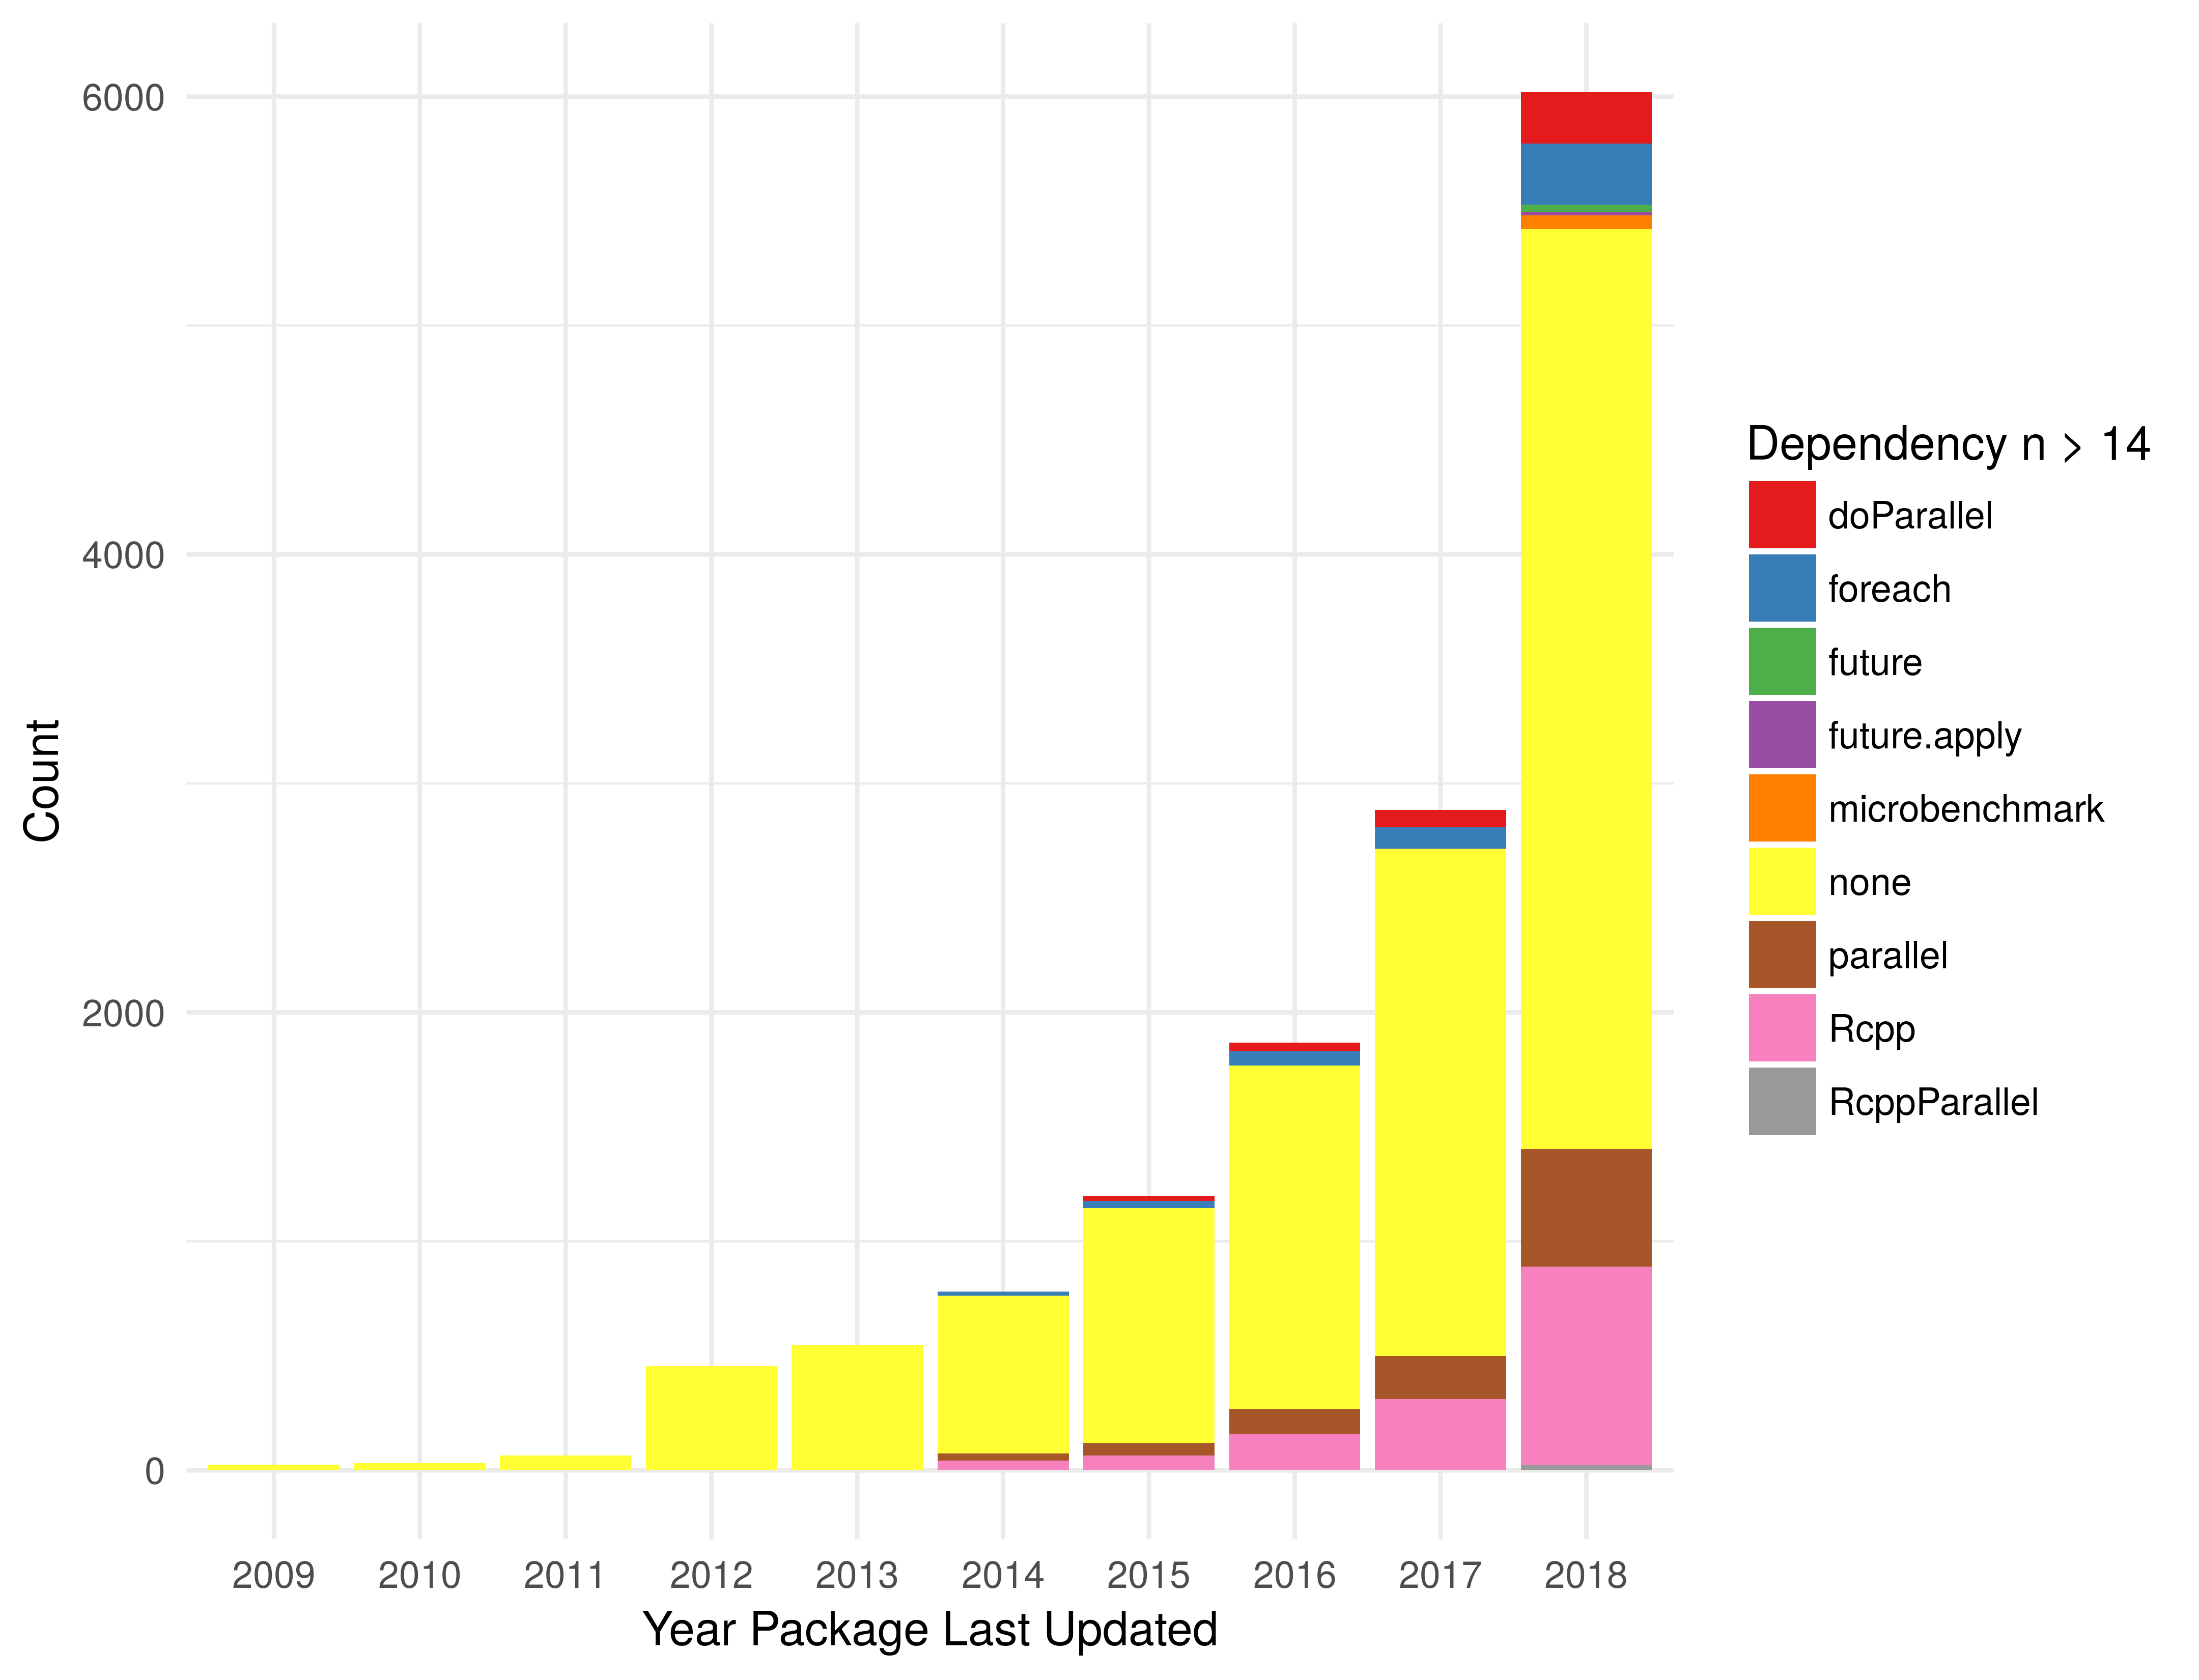 6000
4000
2000
0
Count
2009 2010 2011 2012 2013 2014 2015 2016 2017 2018
Year Package Last Updated
Dependency n > 14
doParallel
foreach
future
future.apply
microbenchmark
none
parallel
Rcpp
RcppParallel